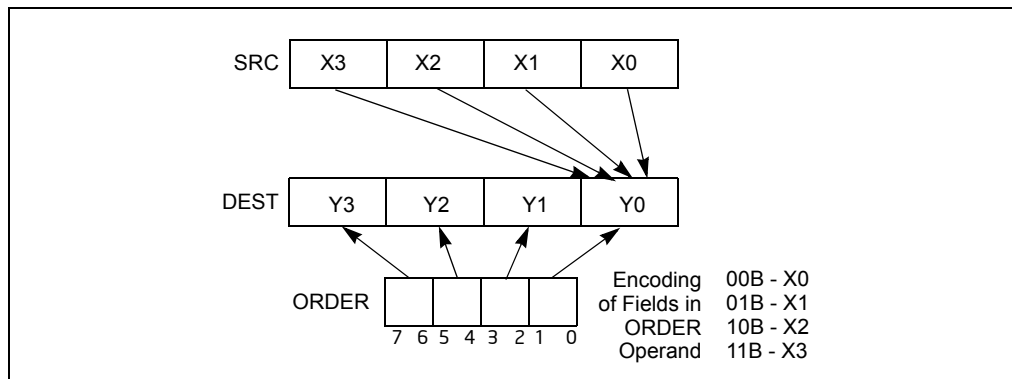 SRC X3 X2 X1 X0
DEST Y3 Y2 Y1 Y0
Encoding 00B - X0
ORDER of Fields in 01B - X1
ORDER 10B - X2
7 6 5 4 3 2 1 0 Operand 11B - X3